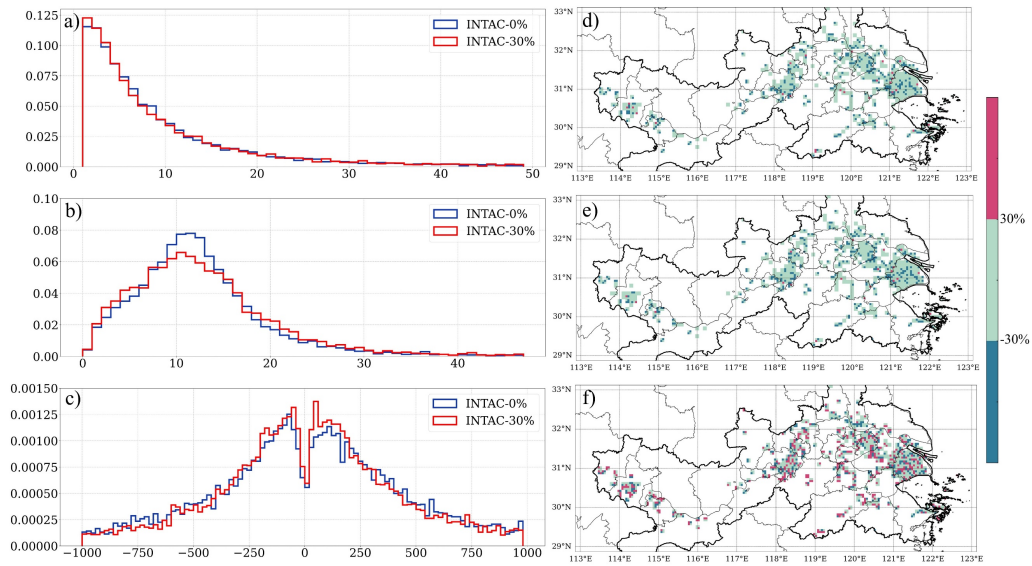 a)
INTAC-0%
INTAC-30%
0.125
0.100
0.075
0.050
0.025
0.000
0 10 20 30 40 50
b)
INTAC-0%
INTAC-30%
0.10
0.08
0.06
0.04
0.02
0.00
0 10 20 30 40
c)
INTAC-0%
INTAC-30%
0.00150
0.00125
0.00100
0.00075
0.00050
0.00025
0.00000
−1000 −750 −500 −250 0 250 500 750 1000
d)
33°N
32°N
31°N
30°N
29°N
113°E 114°E 115°E 116°E 117°E 118°E 119°E 120°E 121°E 122°E 123°E
e)
33°N
32°N
31°N
30°N
29°N
113°E 114°E 115°E 116°E 117°E 118°E 119°E 120°E 121°E 122°E 123°E
f)
33°N
32°N
31°N
30°N
29°N
113°E 114°E 115°E 116°E 117°E 118°E 119°E 120°E 121°E 122°E 123°E
30%
-30%